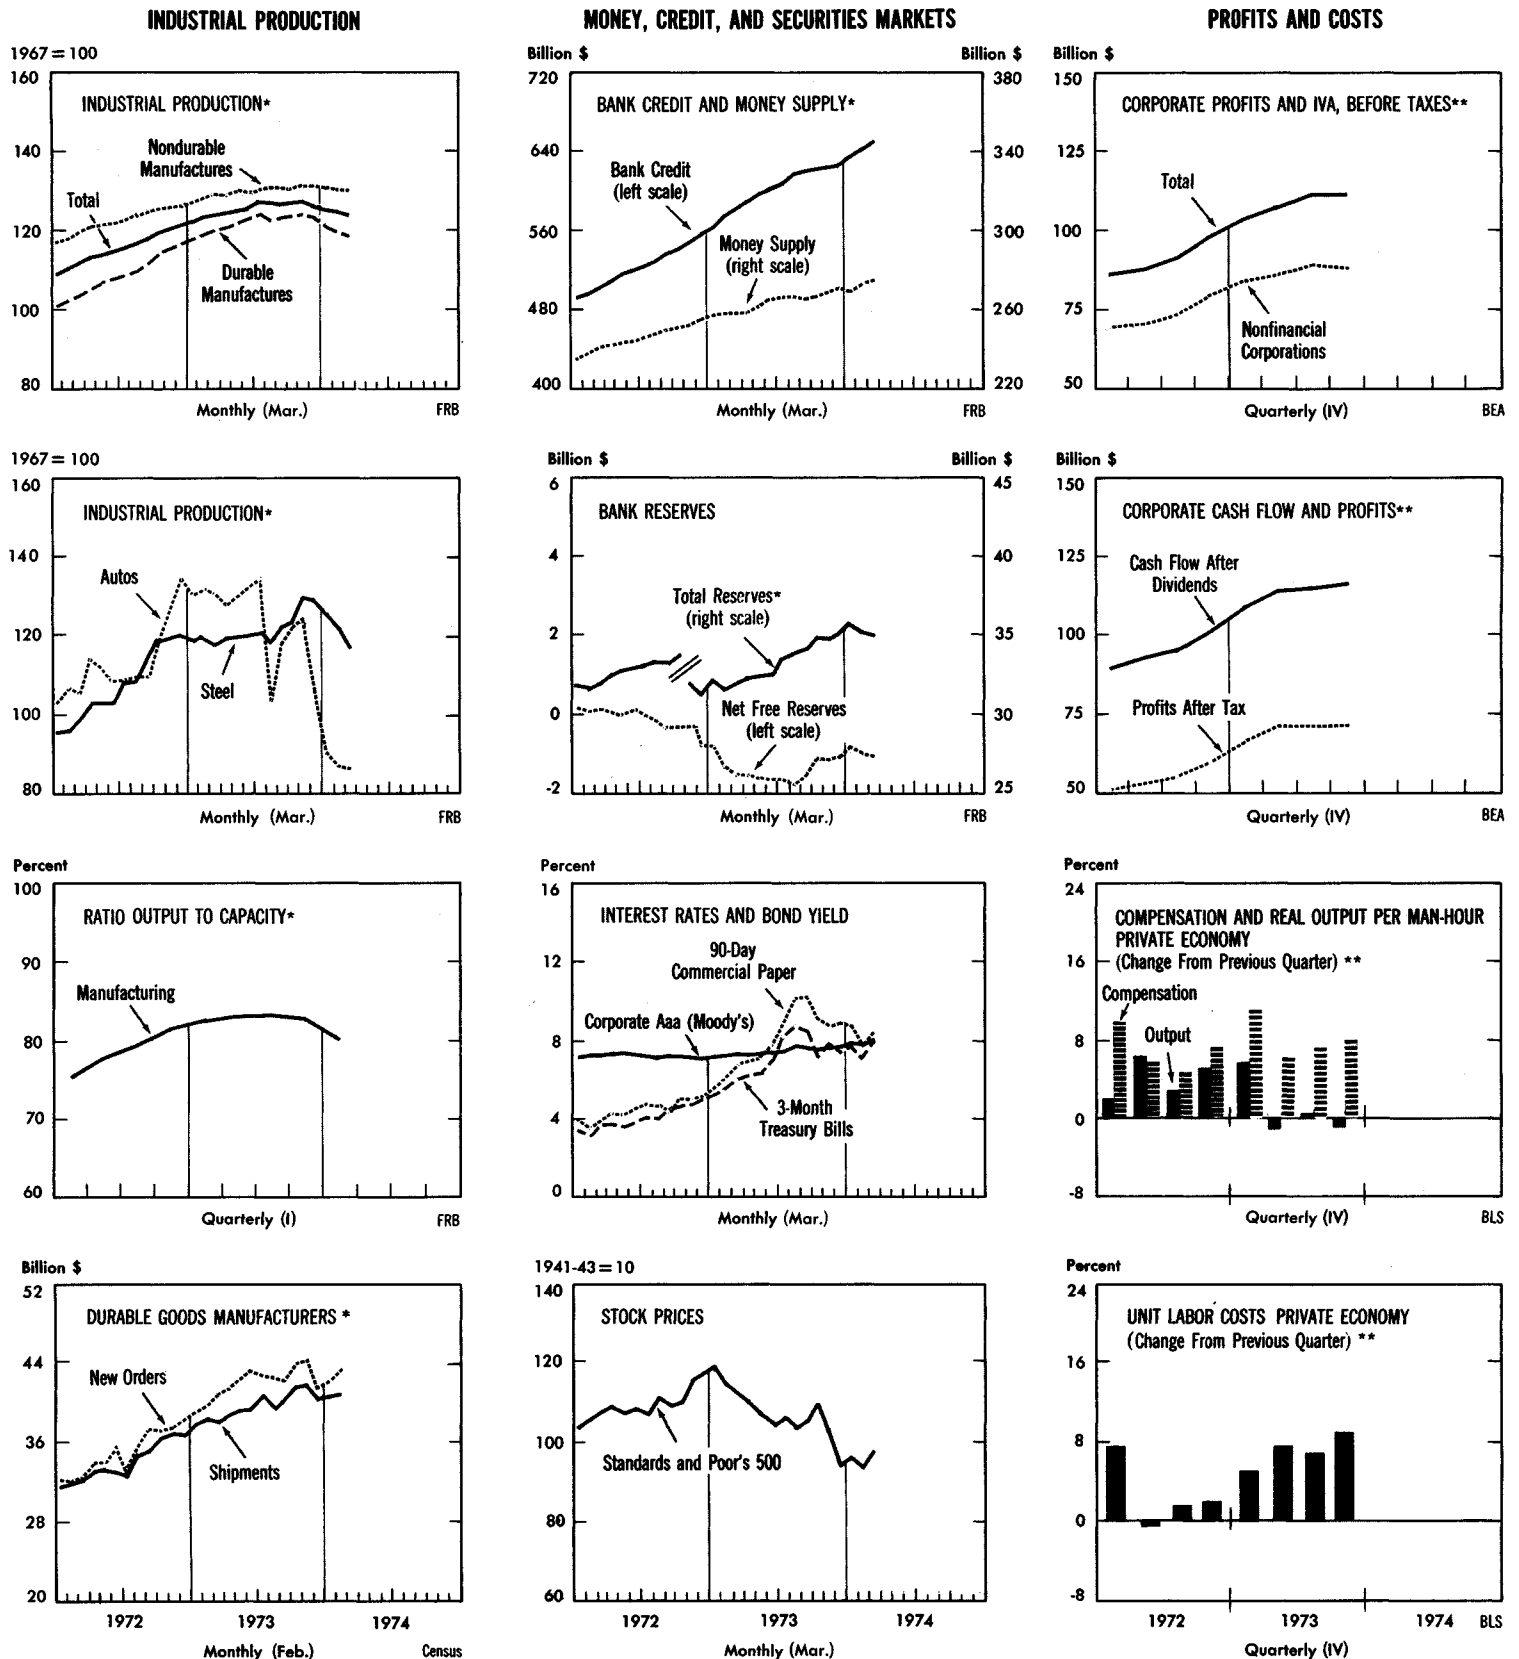 INDUSTRIAL PRODUCTION
1967 = 100
160
140
120
100
80
INDUSTRIAL PRODUCTION*
Nondurable
Manufactures
Total
Durable
Manufactures
Monthly (Mar.)
FRB
1967 = 100
160
140
120
100
80
INDUSTRIAL PRODUCTION*
Autos
Steel
Monthly (Mar.)
FRB
Percent
100
90
80
70
60
RATIO OUTPUT TO CAPACITY*
Manufacturing
Quarterly (I)
FRB
Billion $
52
44
36
28
20
DURABLE GOODS MANUFACTURERS *
New Orders
Shipments
1972
1973
1974
Monthly (Feb.)
Census
MONEY, CREDIT, AND SECURITIES MARKETS
Billion $
Billion $
720
640
560
480
400
380
340
300
260
220
BANK CREDIT AND MONEY SUPPLY*
Bank Credit
(left scale)
Money Supply
(right scale)
Monthly (Mar.)
FRB
Billion $
Billion $
6
4
2
0
-2
45
40
35
30
25
BANK RESERVES
Total Reserves*
(right scale)
Net Free Reserves
(left scale)
Monthly (Mar.)
FRB
Percent
16
12
8
4
0
INTEREST RATES AND BOND YIELD
90-Day
Commercial Paper
Corporate Aaa (Moody's)
3-Month
Treasury Bills
Monthly (Mar.)
1941-43 = 10
140
120
100
80
60
STOCK PRICES
Standards and Poor's 500
1972
1973
1974
Monthly (Mar.)
PROFITS AND COSTS
Billion $
150
125
100
75
50
CORPORATE PROFITS AND IVA, BEFORE TAXES**
Total
Nonfinancial
Corporations
Quarterly (IV)
BEA
Billion $
150
125
100
75
50
CORPORATE CASH FLOW AND PROFITS**
Cash Flow After
Dividends
Profits After Tax
Quarterly (IV)
BEA
Percent
24
16
8
0
-8
COMPENSATION AND REAL OUTPUT PER MAN-HOUR
PRIVATE ECONOMY
(Change From Previous Quarter) **
Compensation
Output
Quarterly (IV)
BLS
Percent
24
16
8
0
-8
UNIT LABOR COSTS PRIVATE ECONOMY
(Change From Previous Quarter) **
1972
1973
1974
BLS
Quarterly (IV)